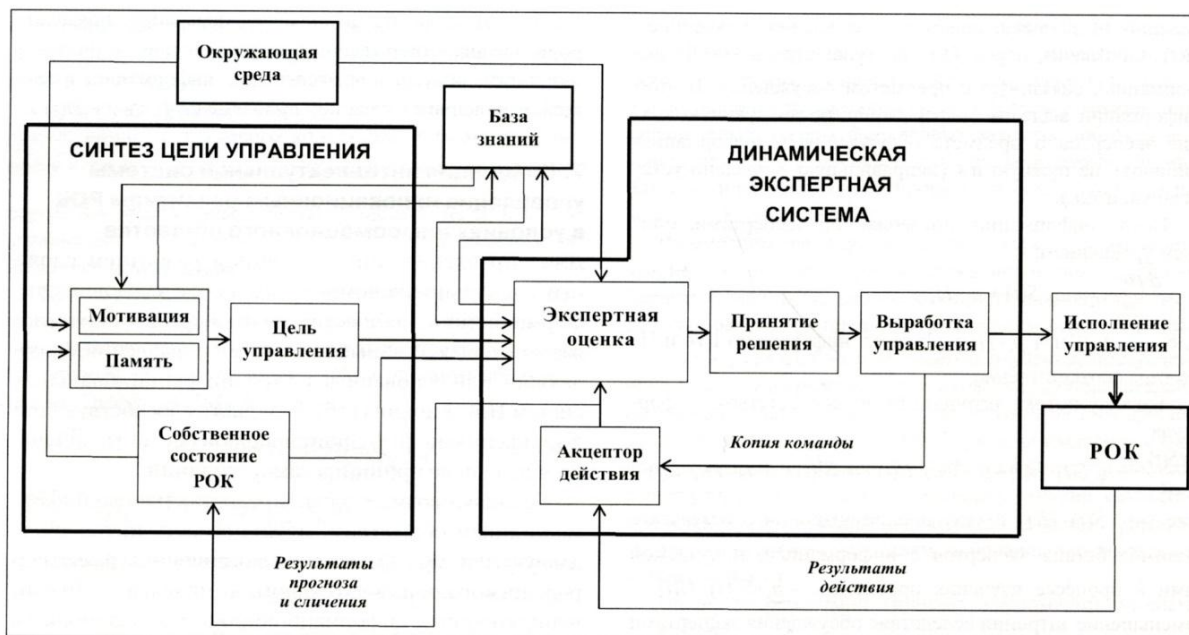 Окружающая
среда
База
знаний
СИНТЕЗ ЦЕЛИ УПРАВЛЕНИЯ
ДИНАМИЧЕСКАЯ
ЭКСПЕРТНАЯ
СИСТЕМА
Мотивация
Память
Цель
управления
Экспертная
оценка
Принятие
решения
Выработка
управления
Исполнение
управления
Собственное
состояние
РОК
Акцептор
действия
Копия команды
РОК
Результаты
прогноза
и сличения
Результаты
действия